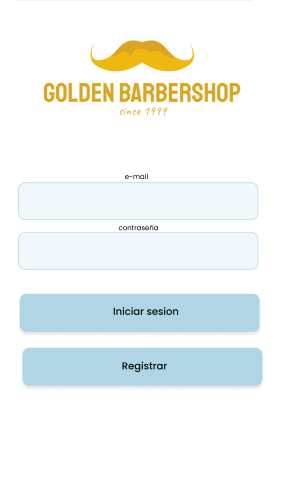 GOLDEN BARBERSHOP
since 1999
e-mail
contraseña
Iniciar sesion
Registrar